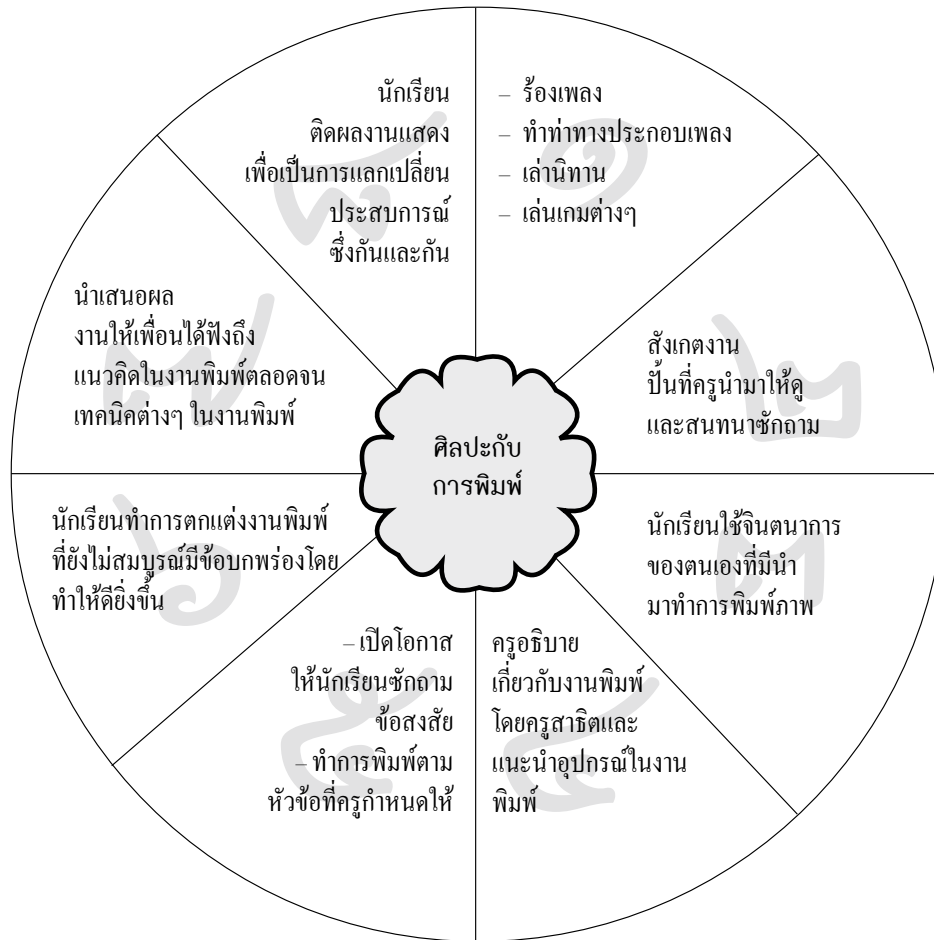 ศิลปะกับ
การพิมพ์
๑
– ร้องเพลง
– ทำท่าทางประกอบเพลง
– เล่านิทาน
– เล่นเกมต่างๆ
๒
สังเกตงาน
ปั้นที่ครูนำมาให้ดู
และสนทนาซักถาม
๓
นักเรียนใช้จินตนาการ
ของตนเองที่มีนำ
มาทำการพิมพ์ภาพ
๔
ครูอธิบาย
เกี่ยวกับงานพิมพ์
โดยครูสาธิตและ
แนะนำอุปกรณ์ในงาน
พิมพ์
๕
– เปิดโอกาส
ให้นักเรียนซักถาม
ข้อสงสัย
– ทำการพิมพ์ตาม
หัวข้อที่ครูกำหนดให้
๖
นักเรียนทำการตกแต่งงานพิมพ์
ที่ยังไม่สมบูรณ์มีข้อบกพร่องโดย
ทำให้ดียิ่งขึ้น
๗
นำเสนอผล
งานให้เพื่อนได้ฟังถึง
แนวคิดในงานพิมพ์ตลอดจน
เทคนิคต่างๆ ในงานพิมพ์
๘
นักเรียน
ติดผลงานแสดง
เพื่อเป็นการแลกเปลี่ยน
ประสบการณ์
ซึ่งกันและกัน